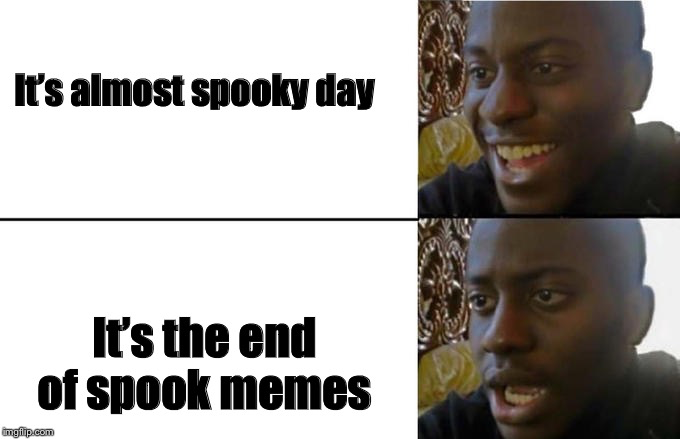 It's almost spooky day
It's the end
of spook memes
imgflip.com